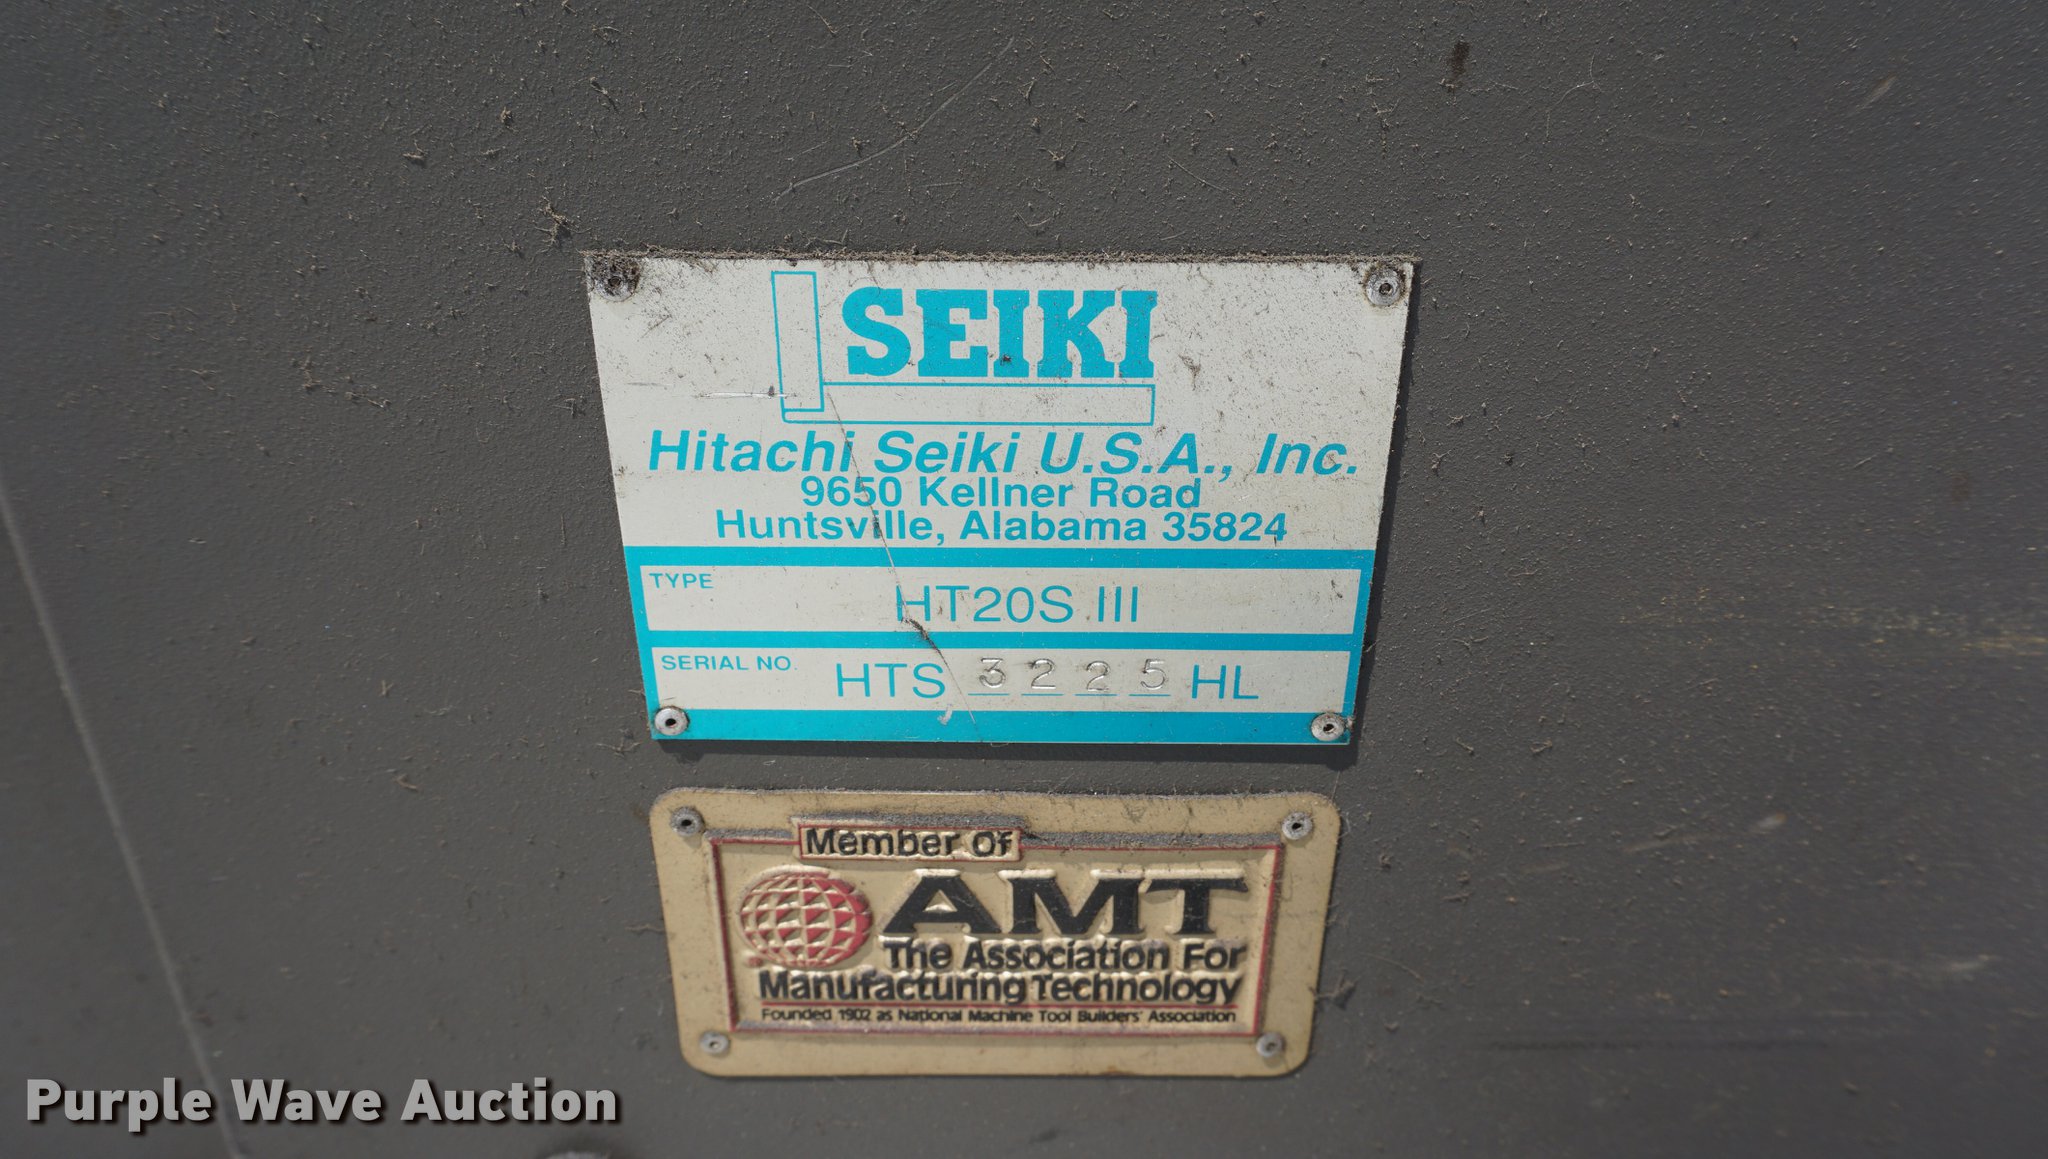 SEIKI
Hitachi Seiki U.S.A., Inc.
9650 Kellner Road
Huntsville, Alabama 35824
TYPE HT20S III
SERIAL NO. HTS 3225 HL
Member Of
AMT
The Association For
Manufacturing Technology
Founded 1902 as National Machine Tool Builders' Association
Purple Wave Auction